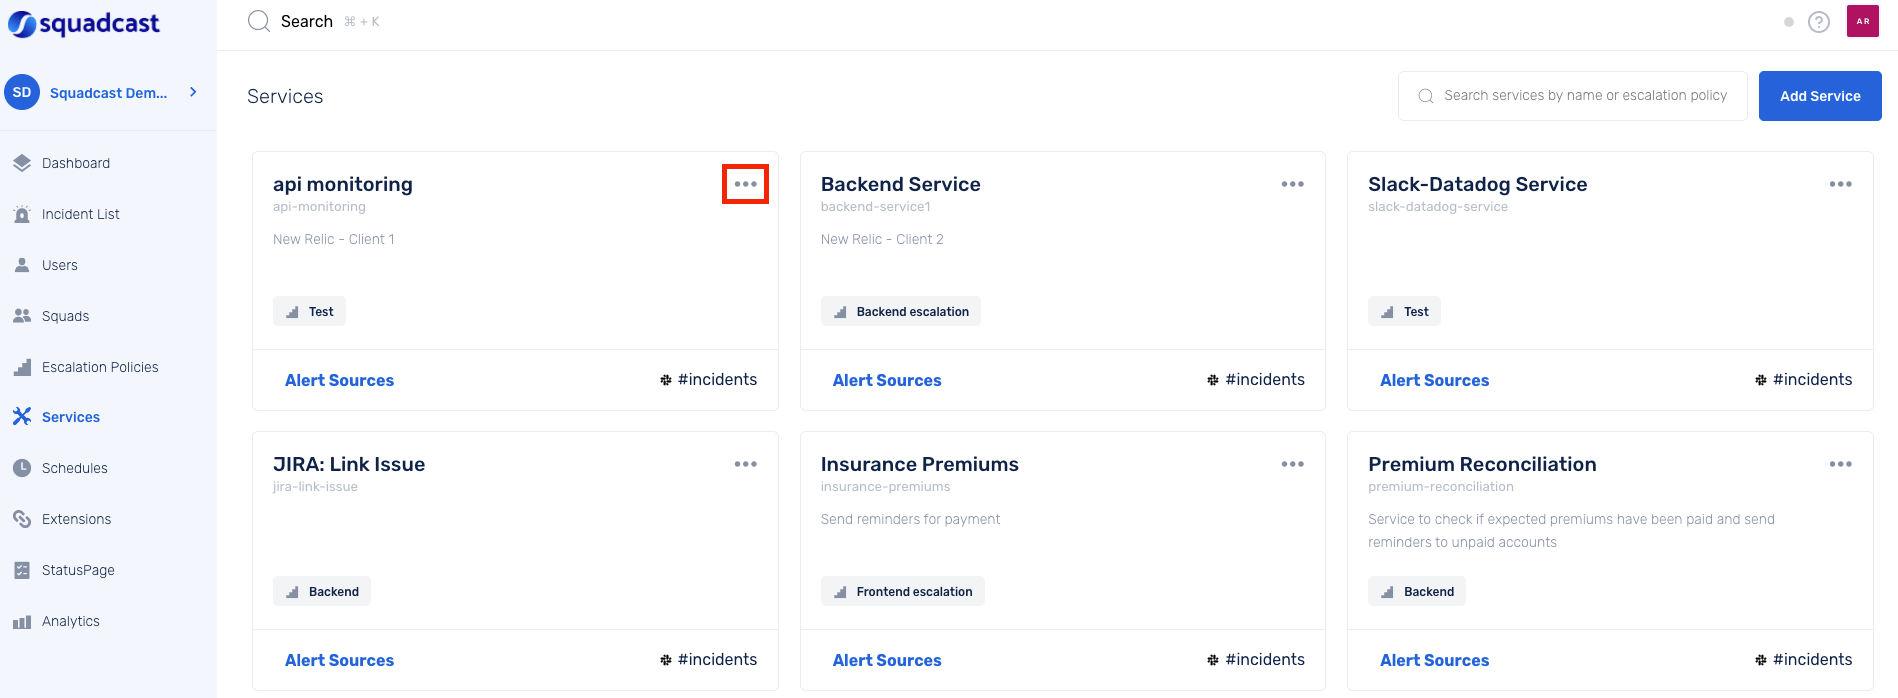 squadcast
Search ⌘ + K
AR
SD Squadcast Dem...
Dashboard
Incident List
Users
Squads
Escalation Policies
Services
Schedules
Extensions
StatusPage
Analytics
Services
Search services by name or escalation policy
Add Service
api monitoring
api-monitoring
New Relic - Client 1
Test
Alert Sources #incidents
Backend Service
backend-service1
New Relic - Client 2
Backend escalation
Alert Sources #incidents
Slack-Datadog Service
slack-datadog-service
Test
Alert Sources #incidents
JIRA: Link Issue
jira-link-issue
Backend
Alert Sources #incidents
Insurance Premiums
insurance-premiums
Send reminders for payment
Frontend escalation
Alert Sources #incidents
Premium Reconciliation
premium-reconciliation
Service to check if expected premiums have been paid and send
reminders to unpaid accounts
Backend
Alert Sources #incidents